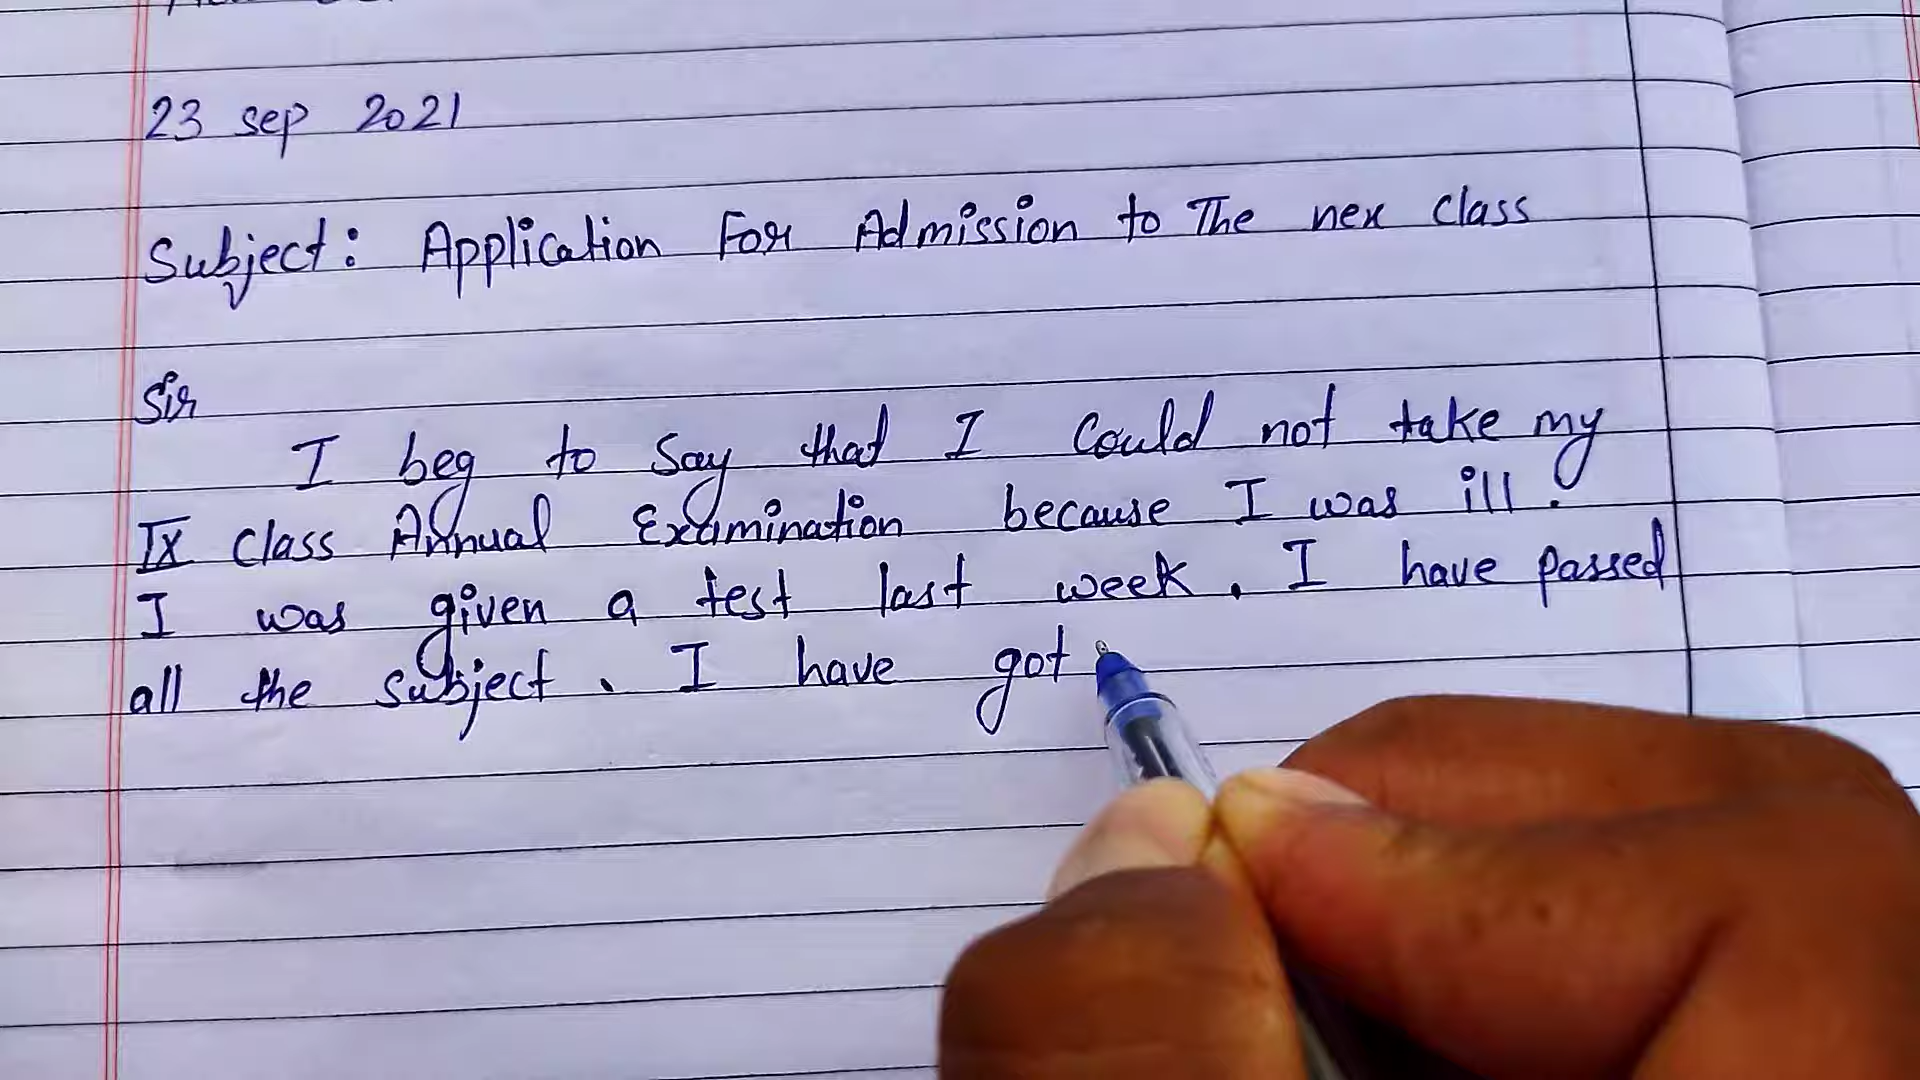 23 sep 2021
Subject: Application For Admission to The nex class
Sir
I beg to say that I could not take my
IX class Annual Examination because I was ill.
I was given a test last week. I have passed
all the subject. I have got